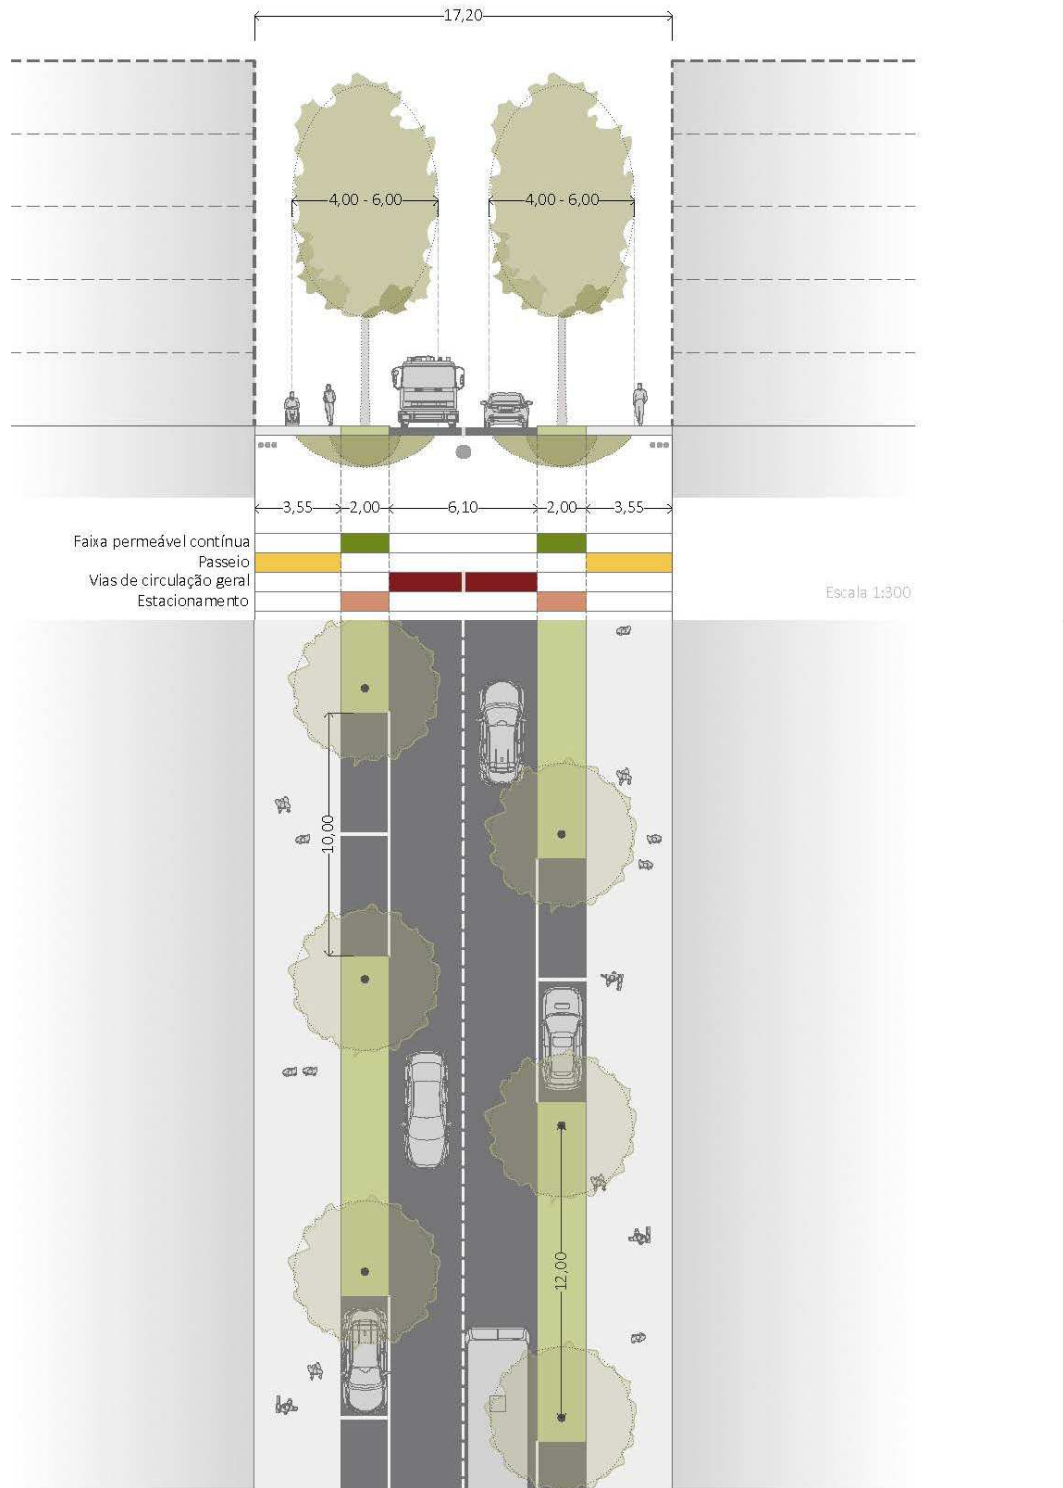 17,20
4,00 - 6,00
4,00 - 6,00
3,55
2,00
6,10
2,00
3,55
Faixa permeável contínua
Passeio
Vias de circulação geral
Estacionamento
Escala 1:300
10,00
12,00